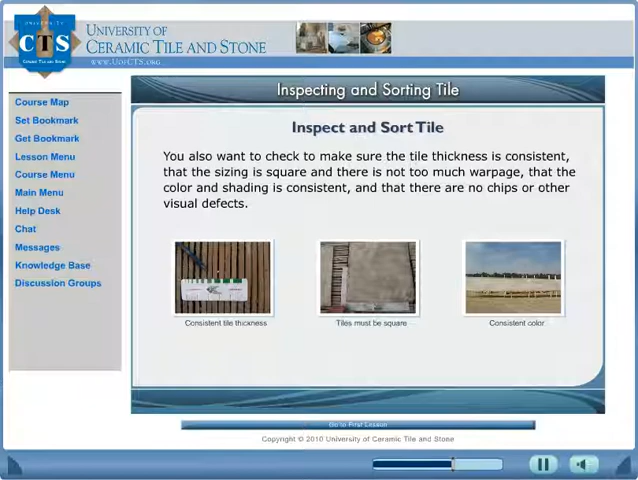 UNIVERSITY OF
CERAMIC TILE AND STONE
WWW.UofCTS.ORG
CTS
CERAMIC TILE AND STONE
Inspecting and Sorting Tile
Course Map
Set Bookmark
Get Bookmark
Lesson Menu
Course Menu
Main Menu
Help Desk
Chat
Messages
Knowledge Base
Discussion Groups
Inspect and Sort Tile
You also want to check to make sure the tile thickness is consistent,
that the sizing is square and there is not too much warpage, that the
color and shading is consistent, and that there are no chips or other
visual defects.
Consistent tile thickness
Tiles must be square
Consistent color
Go to First Lesson
Copyright © 2010 University of Ceramic Tile and Stone